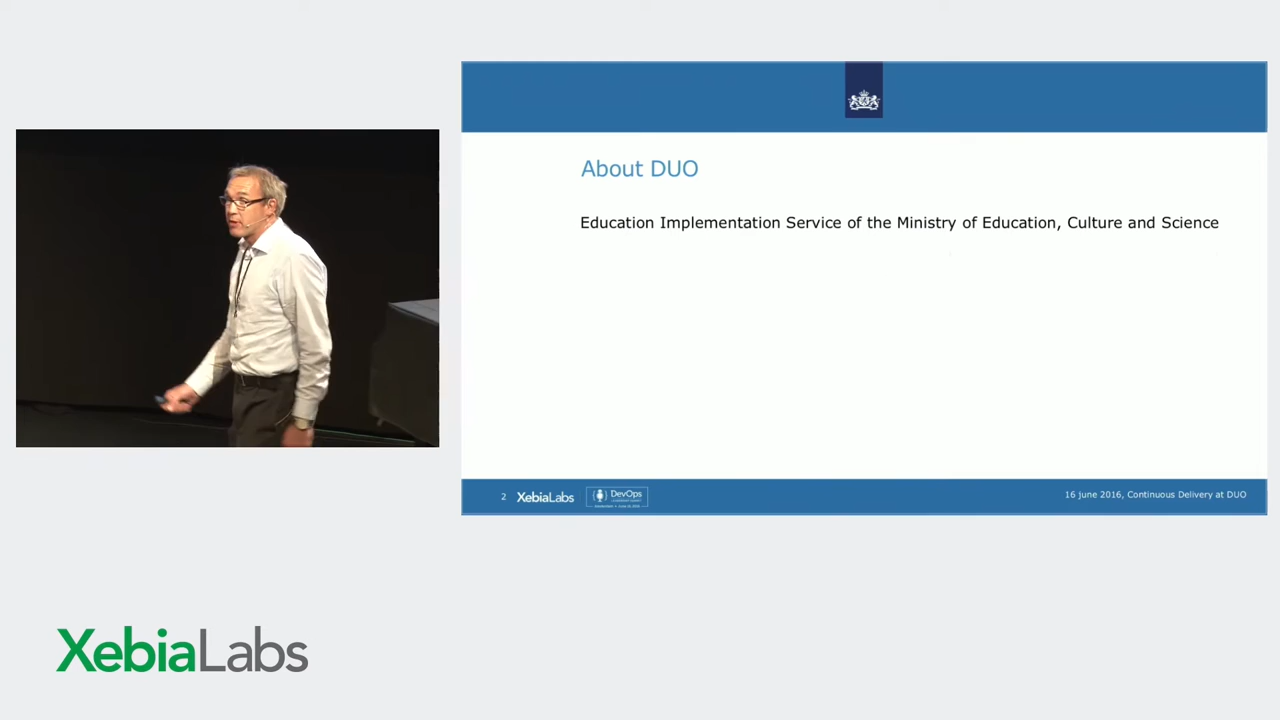 About DUO
Education Implementation Service of the Ministry of Education, Culture and Science
2 XebiaLabs DevOps
16 june 2016, Continuous Delivery at DUO
XebiaLabs